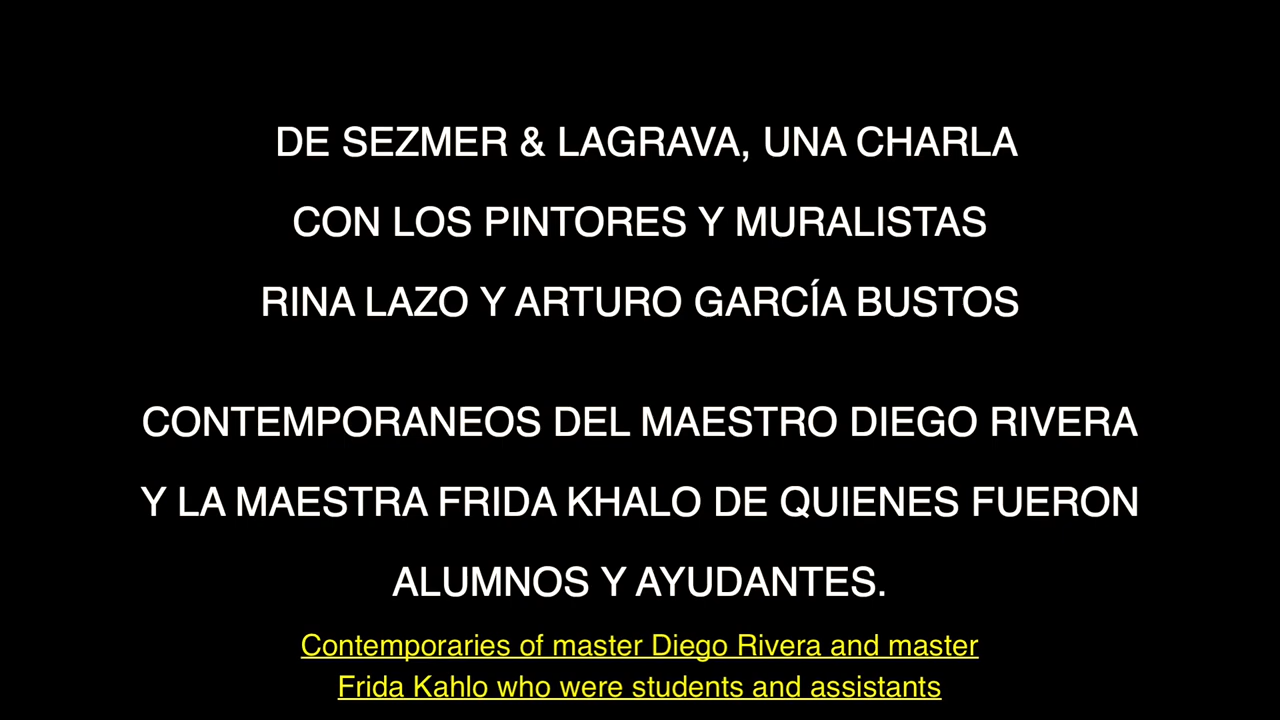 DE SEZMER & LAGRAVA, UNA CHARLA
CON LOS PINTORES Y MURALISTAS
RINA LAZO Y ARTURO GARCÍA BUSTOS
CONTEMPORANEOS DEL MAESTRO DIEGO RIVERA
Y LA MAESTRA FRIDA KHALO DE QUIENES FUERON
ALUMNOS Y AYUDANTES.
Contemporaries of master Diego Rivera and master
Frida Kahlo who were students and assistants